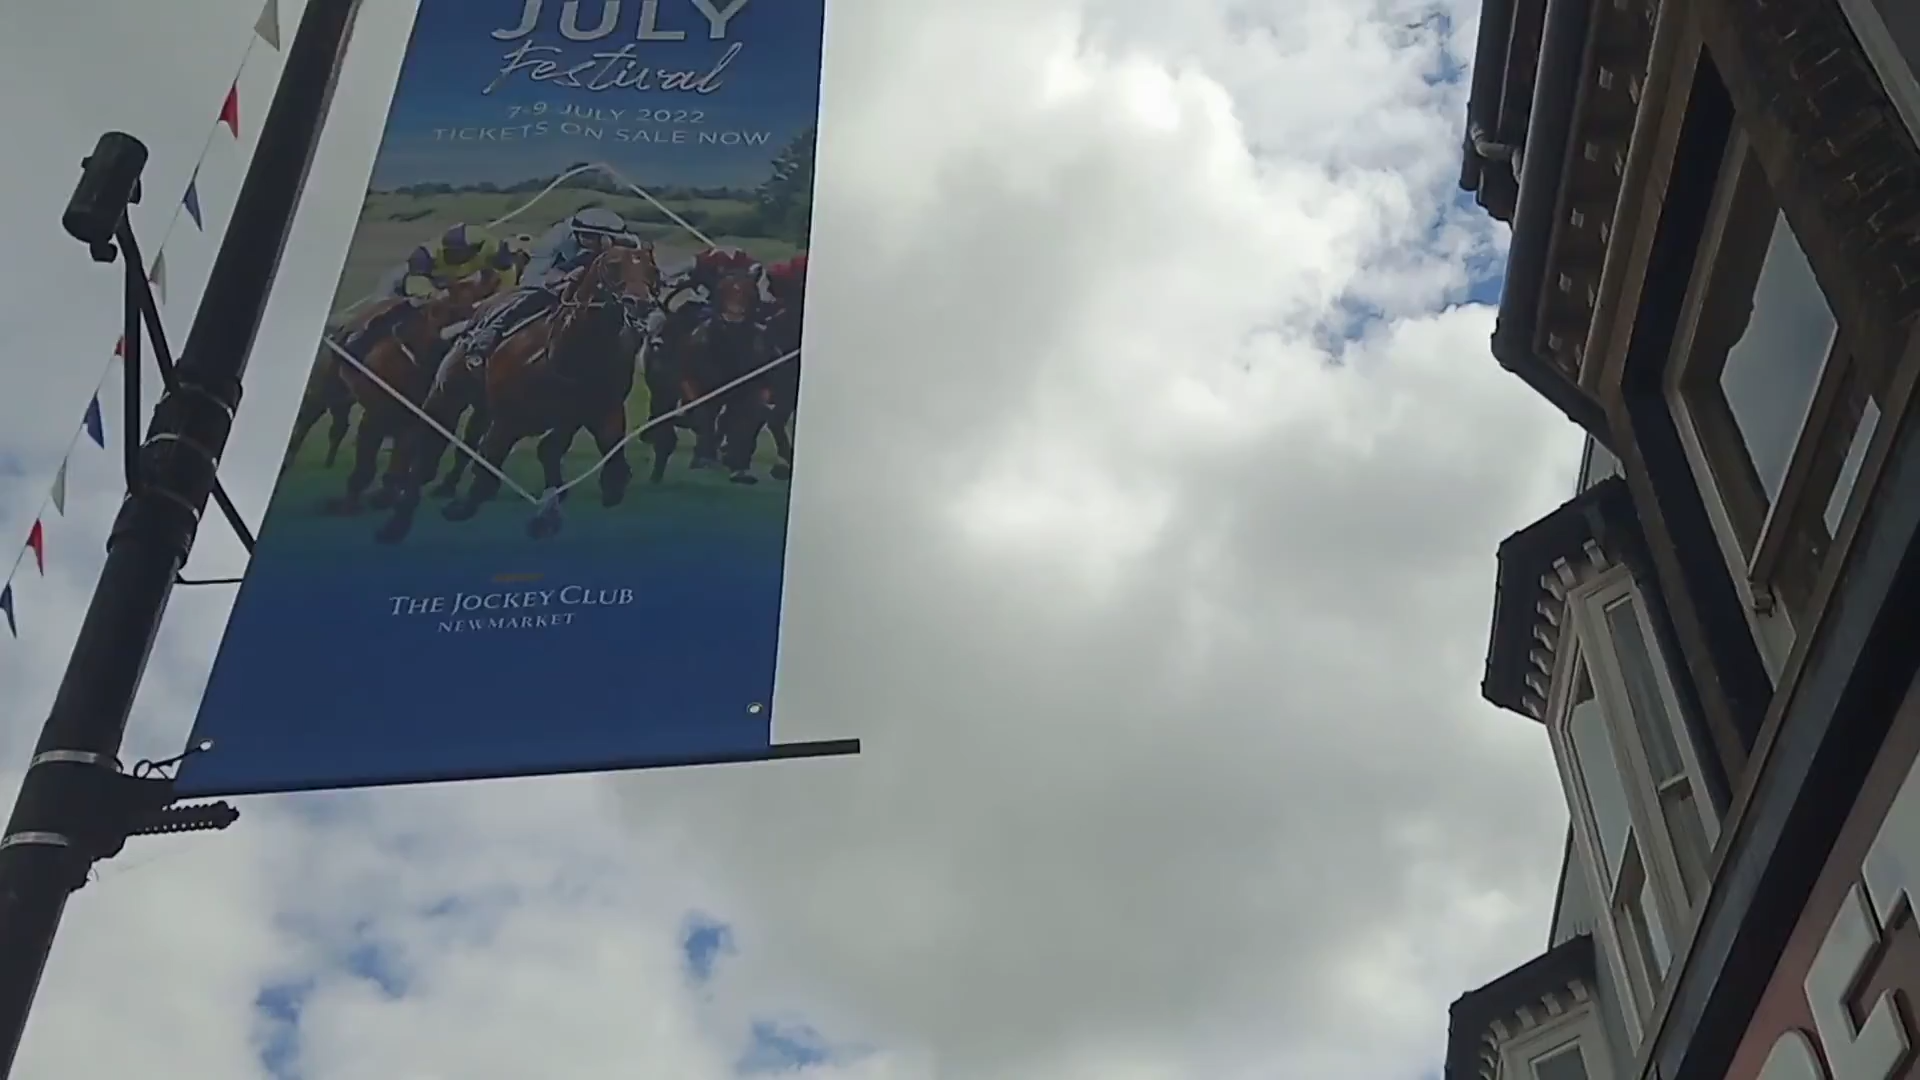 JULY
Festival
7-9 JULY 2022
TICKETS ON SALE NOW
THE JOCKEY CLUB
NEWMARKET